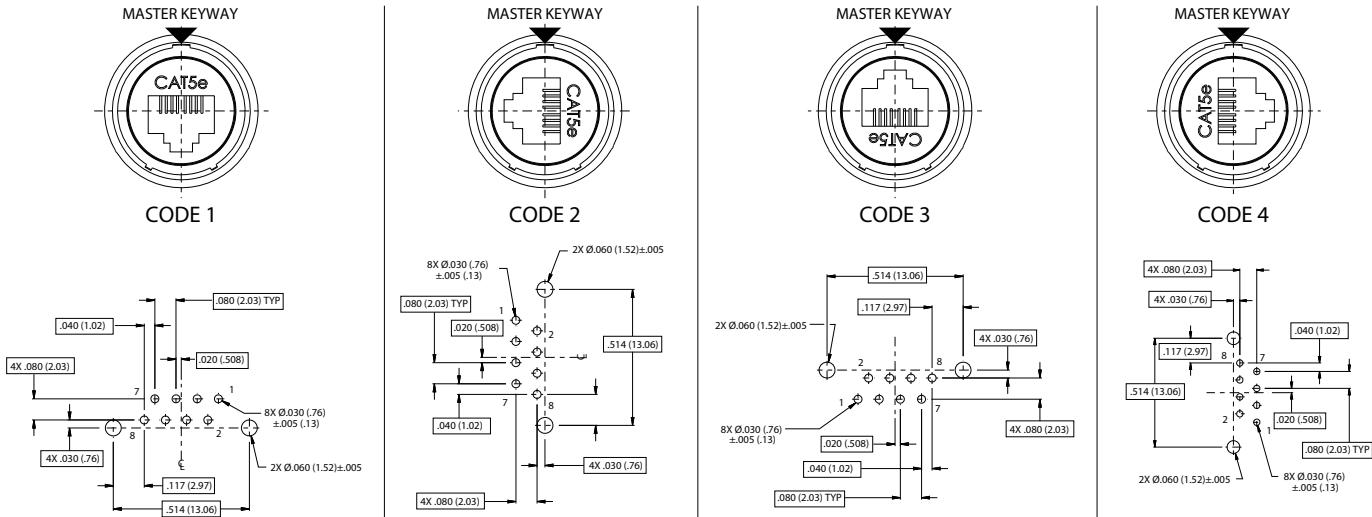 MASTER KEYWAY
CAT5e
CODE 1
.080 (2.03) TYP
.040 (1.02)
.020 (.508)
4X .080 (2.03)
7
1
8X Ø.030 (.76)
±.005 (.13)
8
2
4X .030 (.76)
2X Ø.060 (1.52)±.005
.117 (2.97)
.514 (13.06)
MASTER KEYWAY
CAT5e
CODE 2
2X Ø.060 (1.52)±.005
8X Ø.030 (.76)
±.005 (.13)
.080 (2.03) TYP
1
.020 (.508)
2
.514 (13.06)
7
8
.040 (1.02)
4X .030 (.76)
4X .080 (2.03)
MASTER KEYWAY
CAT5e
CODE 3
.514 (13.06)
.117 (2.97)
2X Ø.060 (1.52)±.005
4X .030 (.76)
2
8
1
7
8X Ø.030 (.76)
±.005 (.13)
4X .080 (2.03)
.020 (.508)
.040 (1.02)
.080 (2.03) TYP
MASTER KEYWAY
CAT5e
CODE 4
4X .080 (2.03)
4X .030 (.76)
.040 (1.02)
.117 (2.97)
8
7
.514 (13.06)
.020 (.508)
2
1
.080 (2.03) TYP
2X Ø.060 (1.52)±.005
8X Ø.030 (.76)
±.005 (.13)